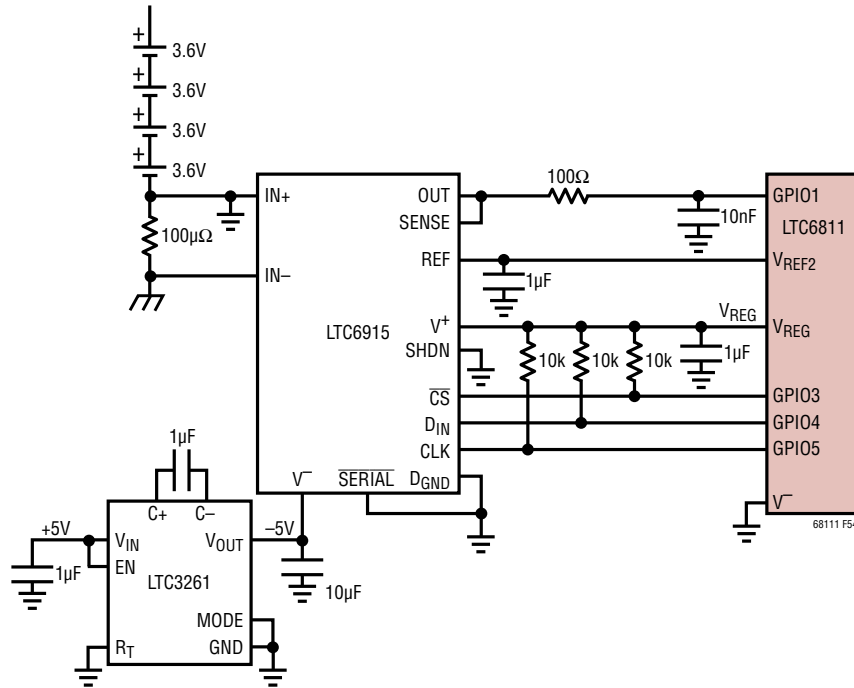 +
3.6V
+
3.6V
+
3.6V
+
3.6V
100µΩ
IN+
IN–
LTC6915
OUT
SENSE
REF
V+
SHDN
CS
DIN
CLK
DGND
V–
SERIAL
100Ω
10nF
1µF
VREG
10k
10k
10k
1µF
GPIO1
LTC6811
VREF2
VREG
GPIO3
GPIO4
GPIO5
V–
68111 F54
1µF
C+
C–
+5V
1µF
VIN
EN
LTC3261
VOUT
–5V
10µF
MODE
GND
RT